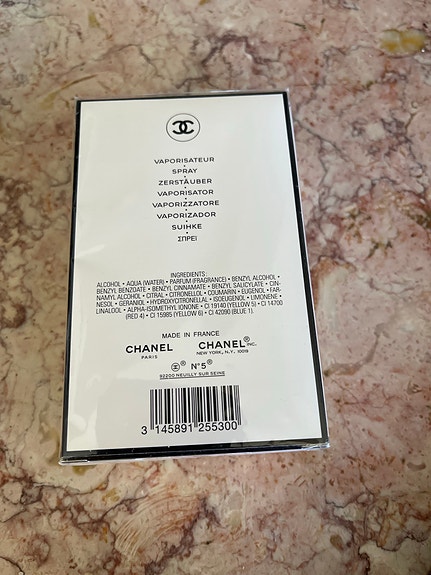 VAPORISATEUR
•
SPRAY
•
ZERSTÄUBER
•
VAPORISATOR
•
VAPORIZZATORE
•
VAPORIZADOR
•
SUIHKE
•
ΣΠΡΕΪ
INGREDIENTS:
ALCOHOL • AQUA (WATER) • PARFUM (FRAGRANCE) • BENZYL ALCOHOL •
BENZYL BENZOATE • BENZYL CINNAMATE • BENZYL SALICYLATE • CIN-
NAMYL ALCOHOL • CITRAL • CITRONELLOL • COUMARIN • EUGENOL • FAR-
NESOL • GERANIOL • HYDROXYCITRONELLAL • ISOEUGENOL • LIMONENE •
LINALOOL • ALPHA-ISOMETHYL IONONE • CI 19140 (YELLOW 5) • CI 14700
(RED 4) • CI 15985 (YELLOW 6) • CI 42090 (BLUE 1).
MADE IN FRANCE
CHANEL CHANEL® INC.
PARIS NEW YORK, N.Y. 10019
N°5®
92200 NEUILLY SUR SEINE
3 145891 255300